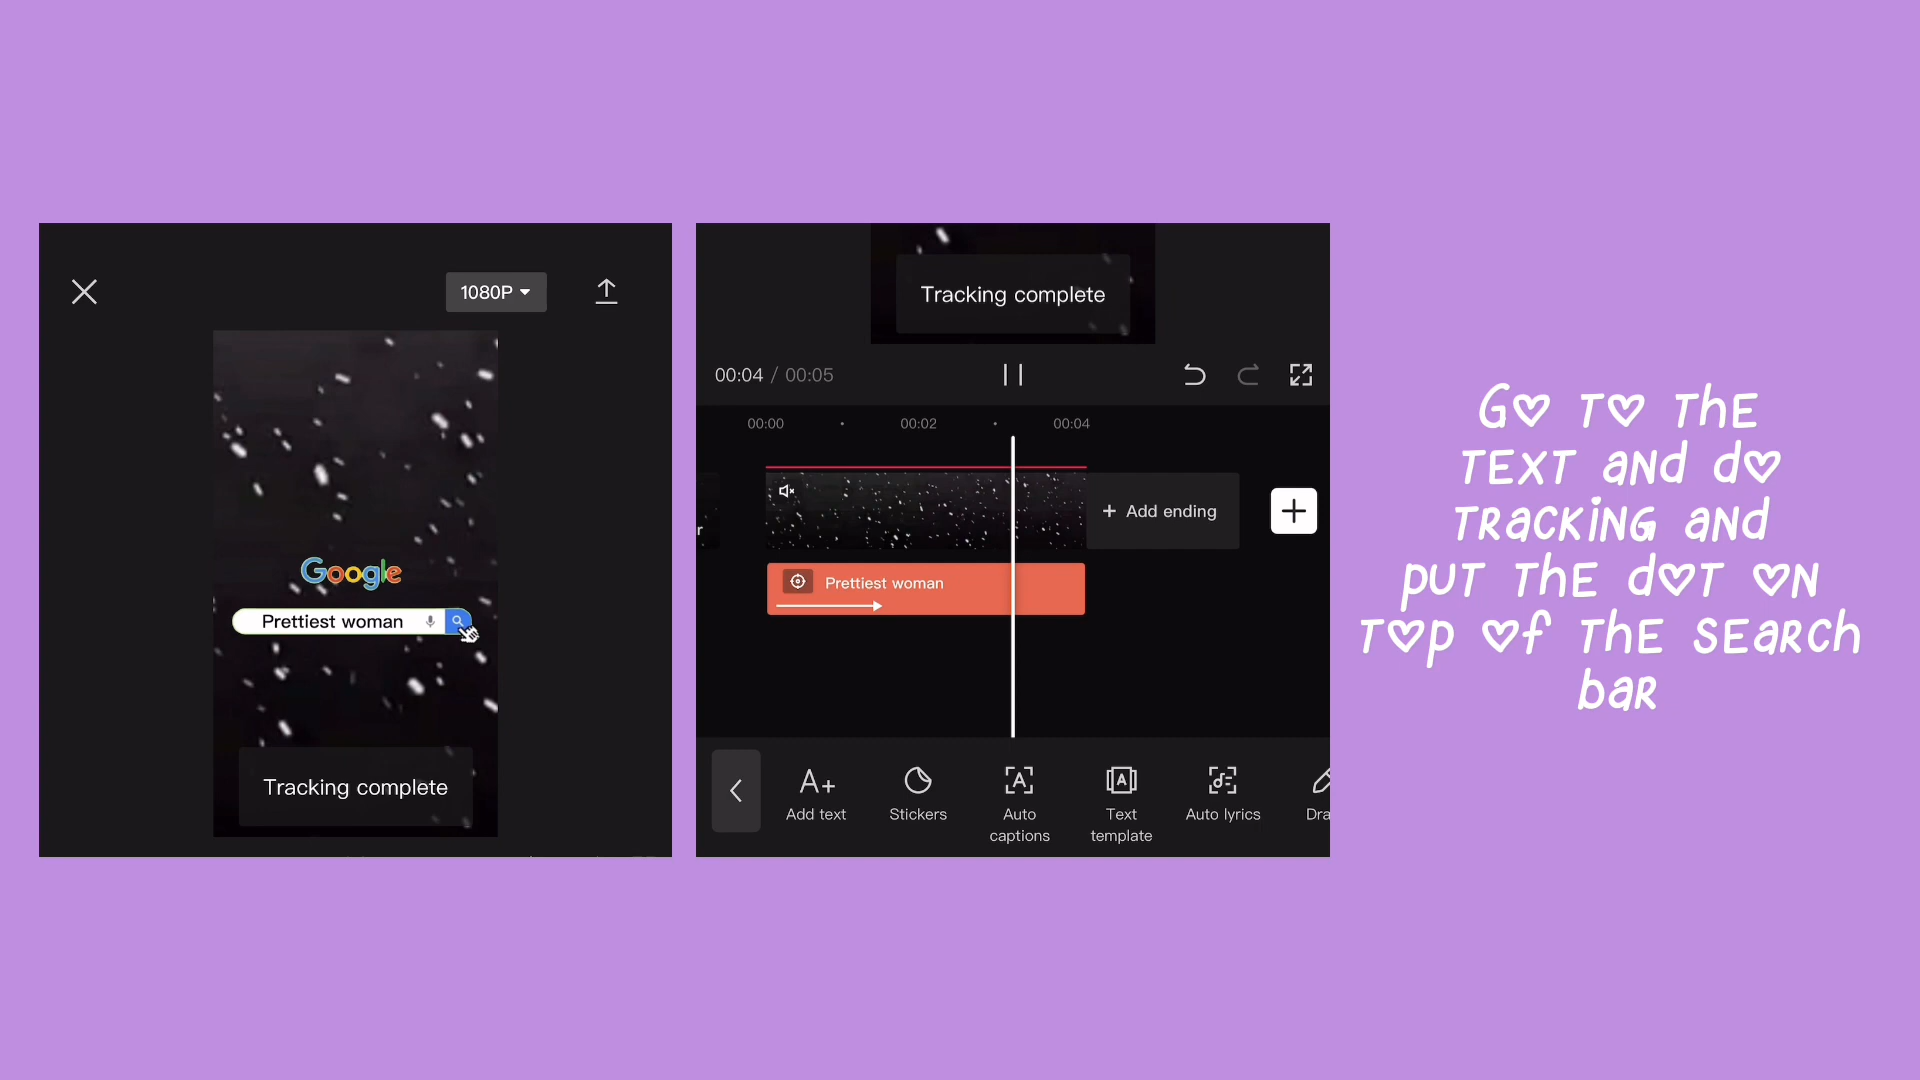 1080P
Google
Prettiest woman
Tracking complete
Tracking complete
00:04 / 00:05
00:00
00:02
00:04
r
+ Add ending
Prettiest woman
Add text
Stickers
Auto
captions
Text
template
Auto lyrics
Dra
Go to the
text and do
tracking and
put the dot on
top of the search
bar